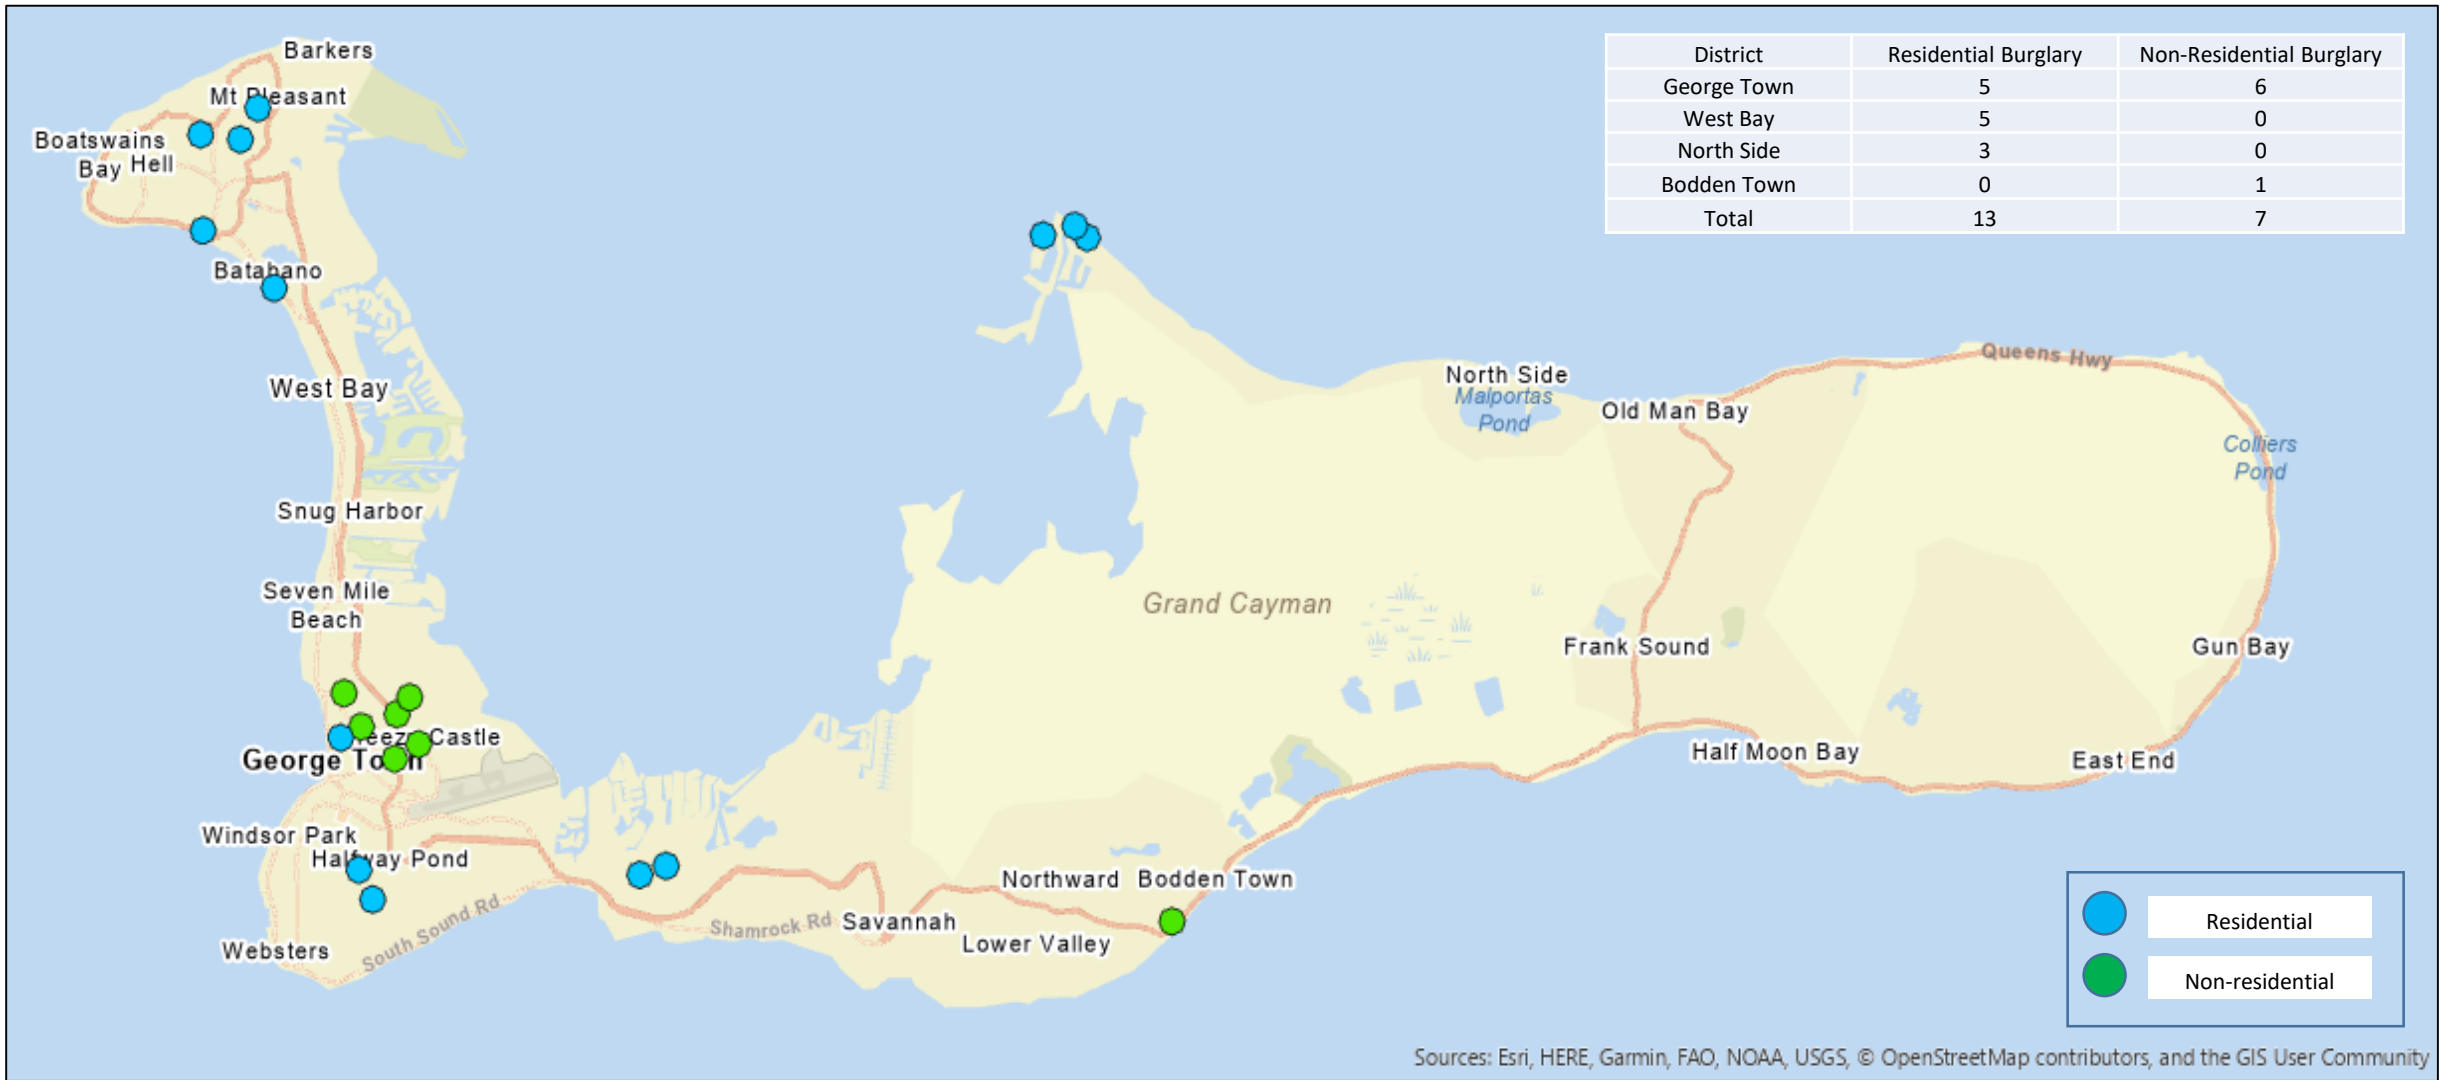 District Residential Burglary Non-Residential Burglary
George Town 5 6
West Bay 5 0
North Side 3 0
Bodden Town 0 1
Total 13 7
Barkers
Mt Pleasant
Boatswains
Bay
Hell
Batabano
West Bay
Snug Harbor
Seven Mile
Beach
Castle
George Town
Windsor Park
Halfway Pond
Websters
South Sound Rd
Shamrock Rd
Savannah
Lower Valley
Northward
Bodden Town
Grand Cayman
North Side
Malportas
Pond
Old Man Bay
Queens Hwy
Colliers
Pond
Frank Sound
Gun Bay
Half Moon Bay
East End
Residential
Non-residential
Sources: Esri, HERE, Garmin, FAO, NOAA, USGS, © OpenStreetMap contributors, and the GIS User Community